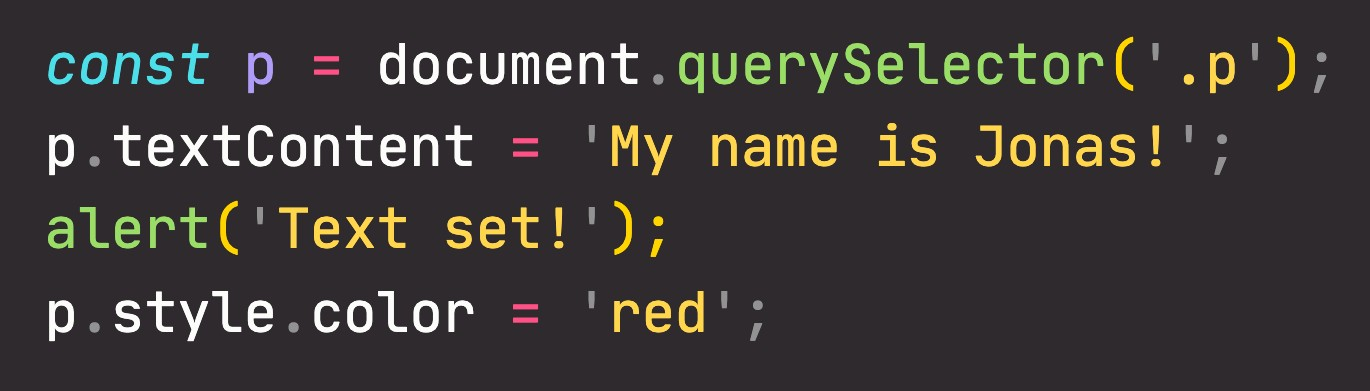 const p = document.querySelector('.p');
p.textContent = 'My name is Jonas!';
alert('Text set!');
p.style.color = 'red';